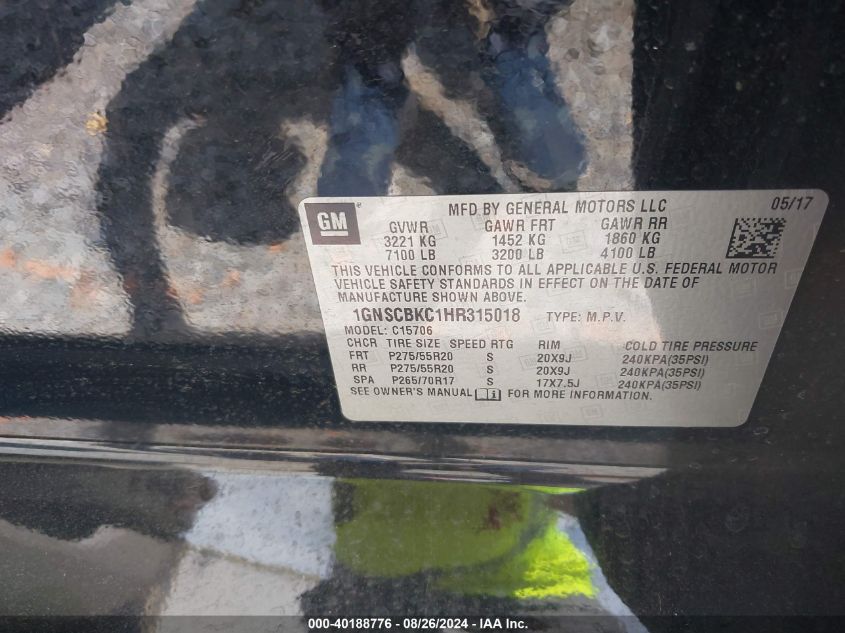 GM ®
MFD BY GENERAL MOTORS LLC 05/17
GVWR GAWR FRT GAWR RR
3221 KG 1452 KG 1860 KG
7100 LB 3200 LB 4100 LB
THIS VEHICLE CONFORMS TO ALL APPLICABLE U.S. FEDERAL MOTOR
VEHICLE SAFETY STANDARDS IN EFFECT ON THE DATE OF
MANUFACTURE SHOWN ABOVE.
1GNSCBKC1HR315018 TYPE: M.P.V.
MODEL: C15706
CHCR TIRE SIZE SPEED RTG RIM COLD TIRE PRESSURE
FRT P275/55R20 S 20X9J 240KPA(35PSI)
RR P275/55R20 S 20X9J 240KPA(35PSI)
SPA P265/70R17 S 17X7.5J 240KPA(35PSI)
SEE OWNER'S MANUAL FOR MORE INFORMATION.
000-40188776 - 08/26/2024 - IAA Inc.